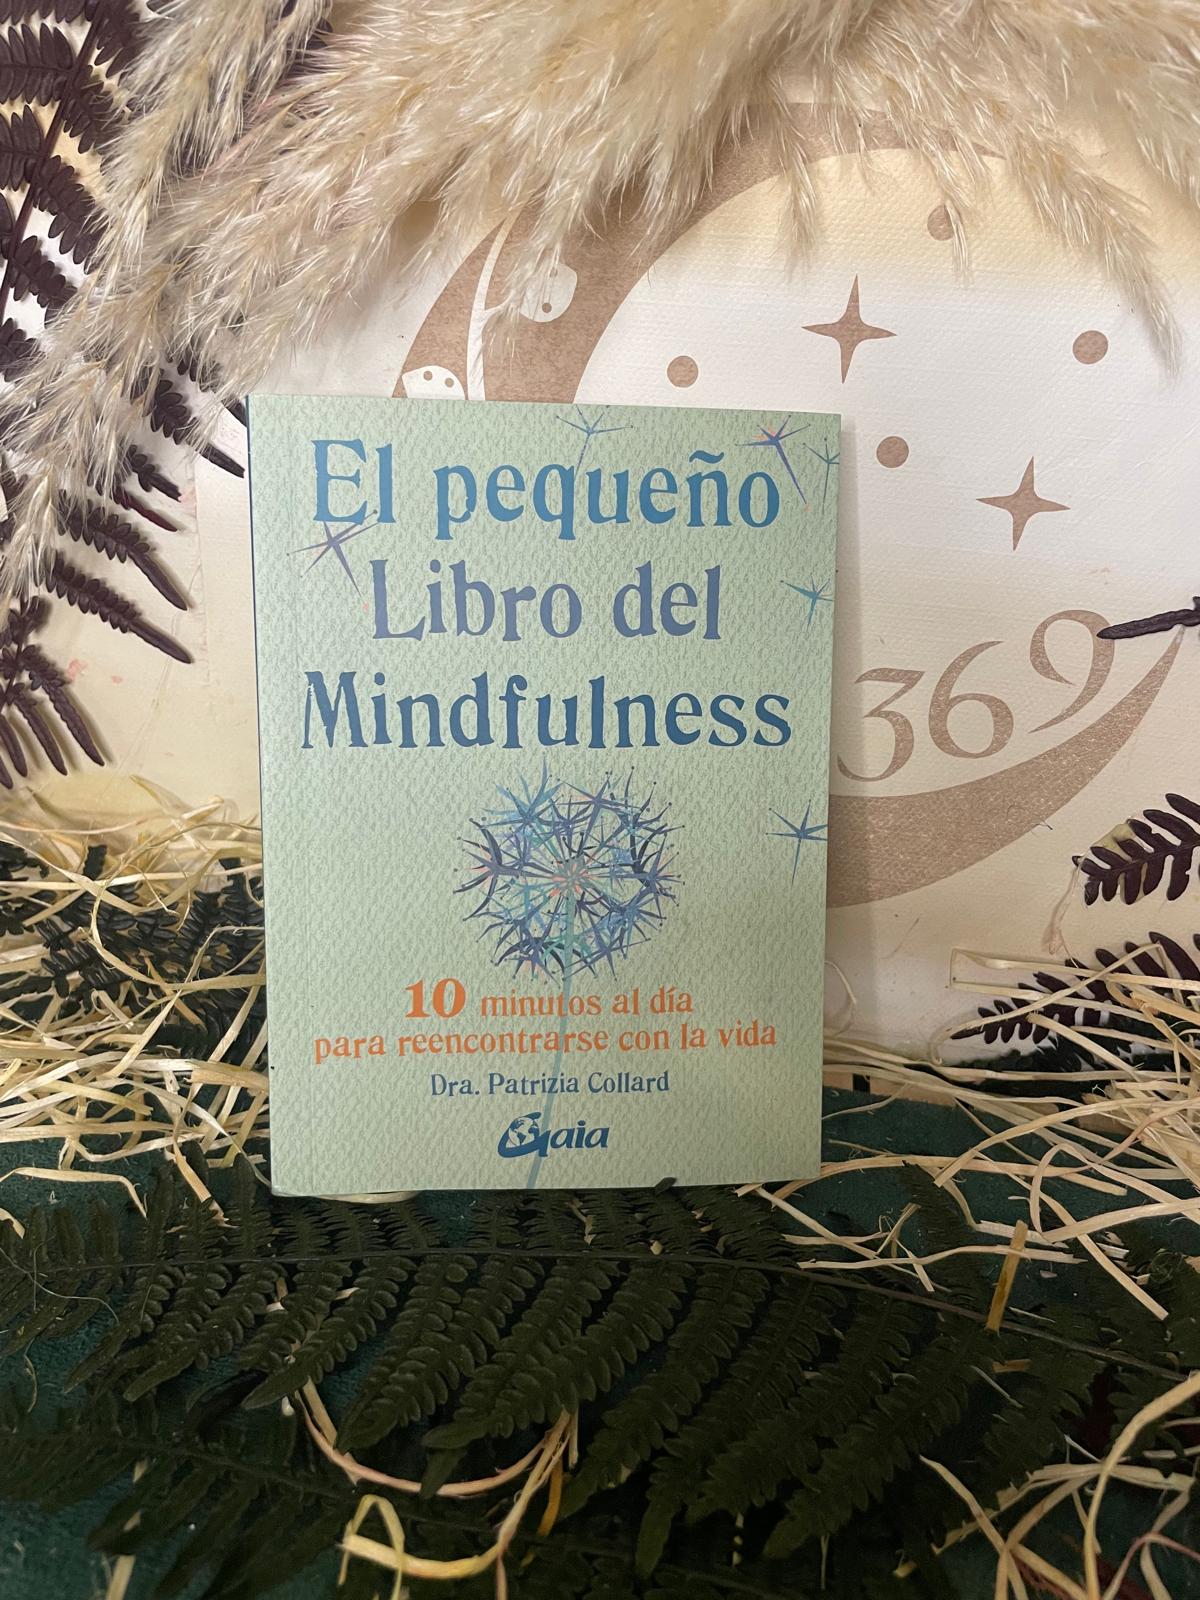 El pequeño
Libro del
Mindfulness
10 minutos al día
para reencontrarse con la vida
Dra. Patrizia Collard
Gaia
369